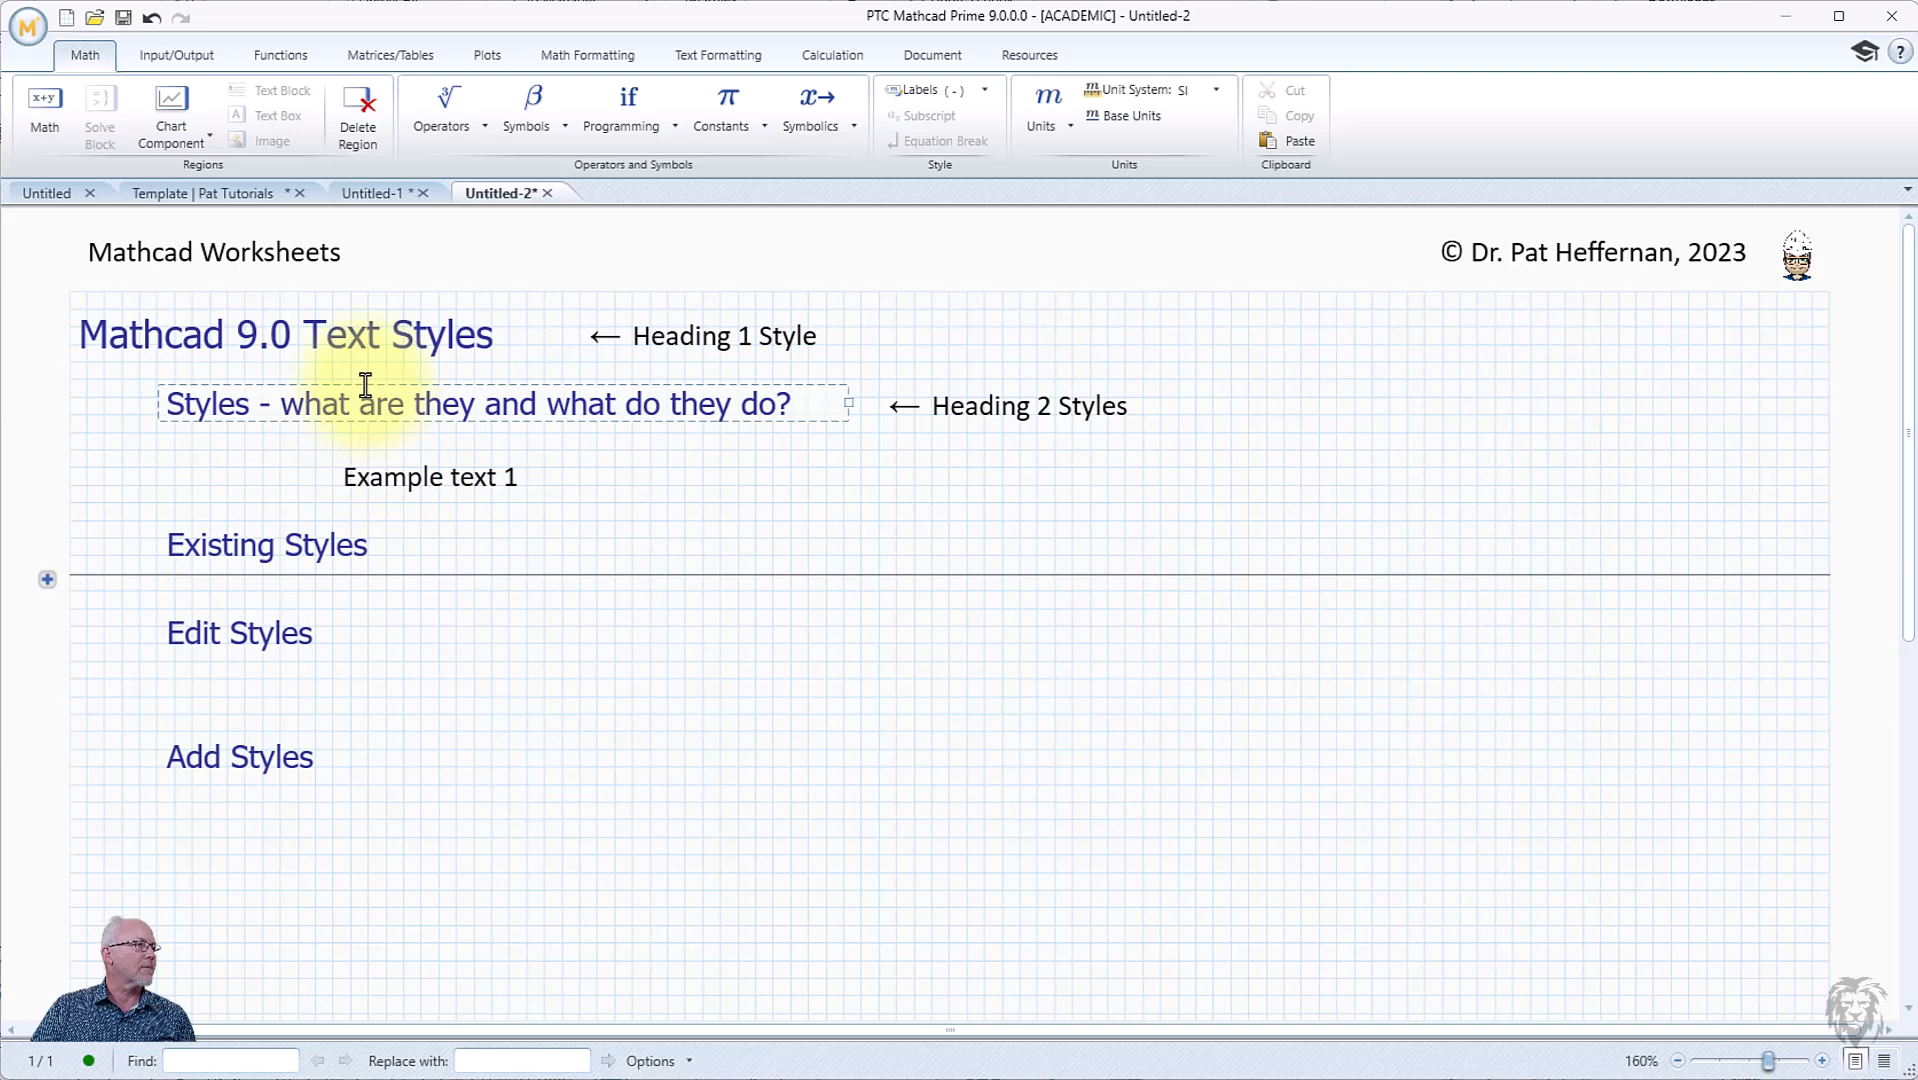 PTC Mathcad Prime 9.0.0.0 - [ACADEMIC] - Untitled-2
Math Input/Output Functions Matrices/Tables Plots Math Formatting Text Formatting Calculation Document Resources
x+y Math
Solve Block
Chart Component
Text Block
Text Box
Image
Delete Region
Regions
Operators
β Symbols
if Programming
π Constants
x→ Symbolics
Operators and Symbols
Labels ( - )
Subscript
Equation Break
Style
m Units
Unit System: SI
Base Units
Units
Cut
Copy
Paste
Clipboard
Untitled Template | Pat Tutorials * Untitled-1 * Untitled-2*
Mathcad Worksheets © Dr. Pat Heffernan, 2023
Mathcad 9.0 Text Styles ← Heading 1 Style
Styles - what are they and what do they do? ← Heading 2 Styles
Example text 1
Existing Styles
Edit Styles
Add Styles
1 / 1 Find: Replace with: Options 160%